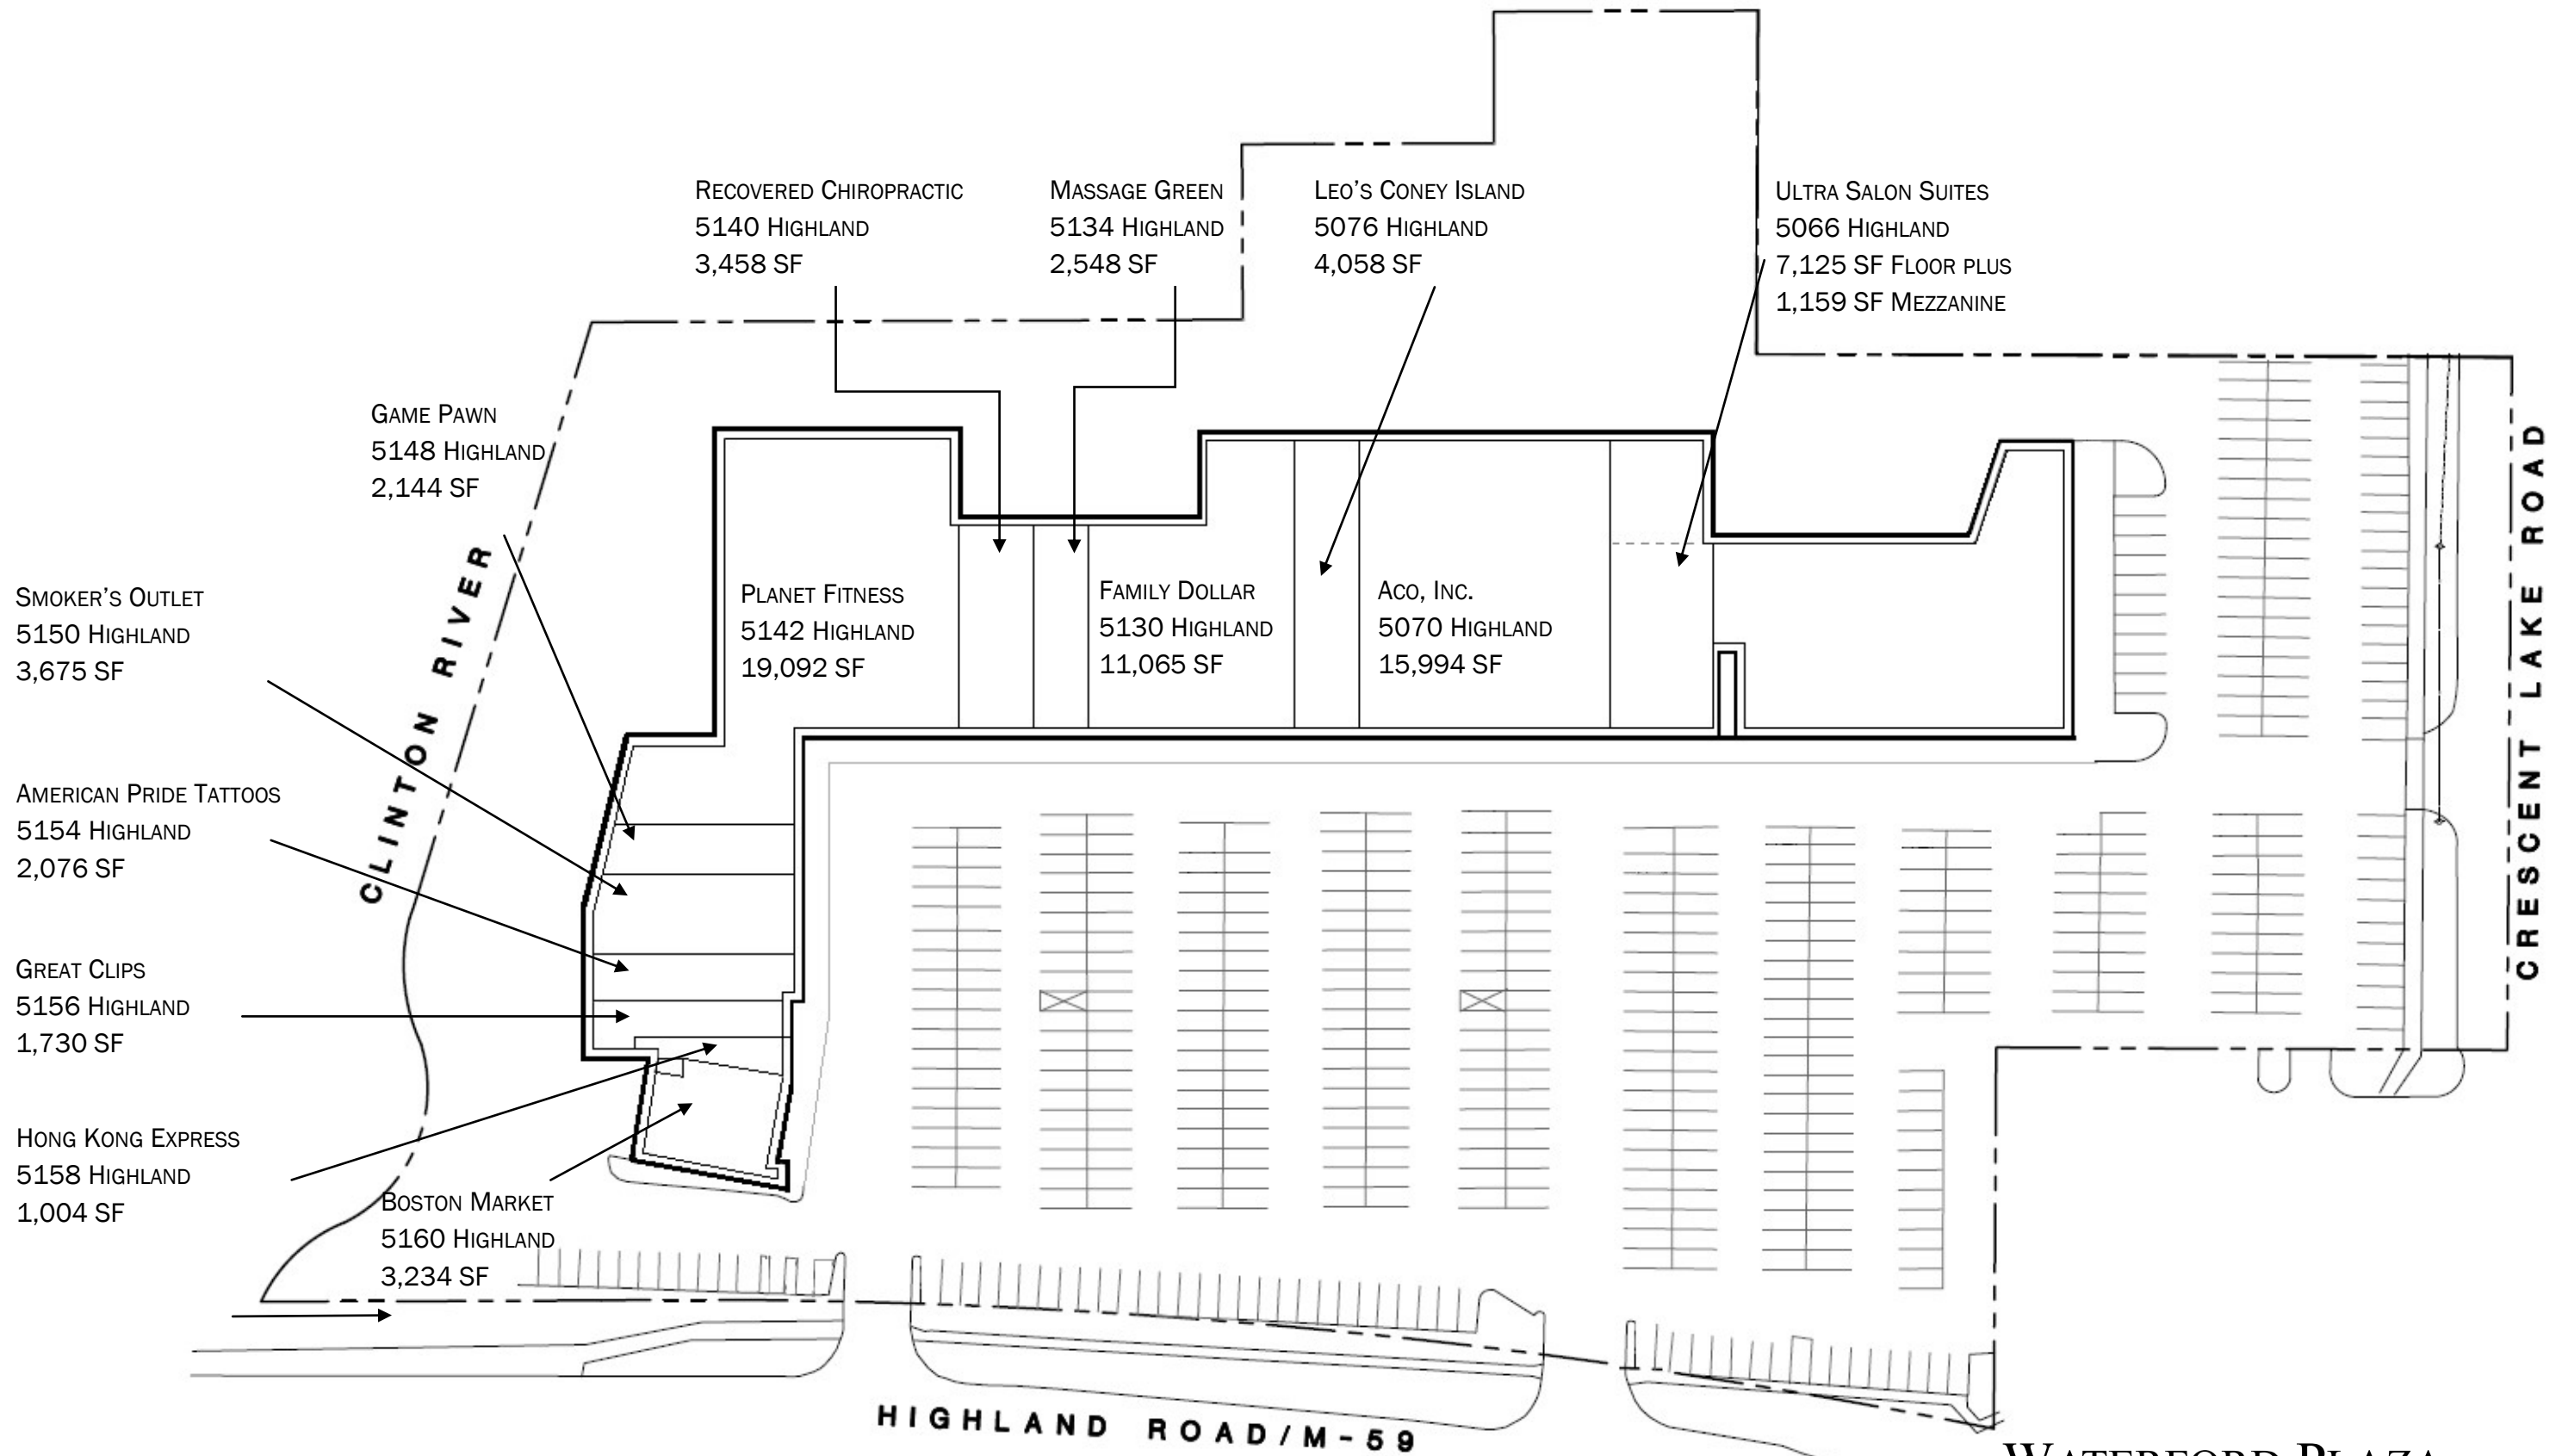 RECOVERED CHIROPRACTIC
5140 HIGHLAND
3,458 SF
MASSAGE GREEN
5134 HIGHLAND
2,548 SF
LEO'S CONEY ISLAND
5076 HIGHLAND
4,058 SF
ULTRA SALON SUITES
5066 HIGHLAND
7,125 SF FLOOR PLUS
1,159 SF MEZZANINE
GAME PAWN
5148 HIGHLAND
2,144 SF
SMOKER'S OUTLET
5150 HIGHLAND
3,675 SF
PLANET FITNESS
5142 HIGHLAND
19,092 SF
FAMILY DOLLAR
5130 HIGHLAND
11,065 SF
ACO, INC.
5070 HIGHLAND
15,994 SF
CLINTON RIVER
CRESCENT LAKE ROAD
AMERICAN PRIDE TATTOOS
5154 HIGHLAND
2,076 SF
GREAT CLIPS
5156 HIGHLAND
1,730 SF
HONG KONG EXPRESS
5158 HIGHLAND
1,004 SF
BOSTON MARKET
5160 HIGHLAND
3,234 SF
HIGHLAND ROAD/M-59
WATERFORD PLAZA